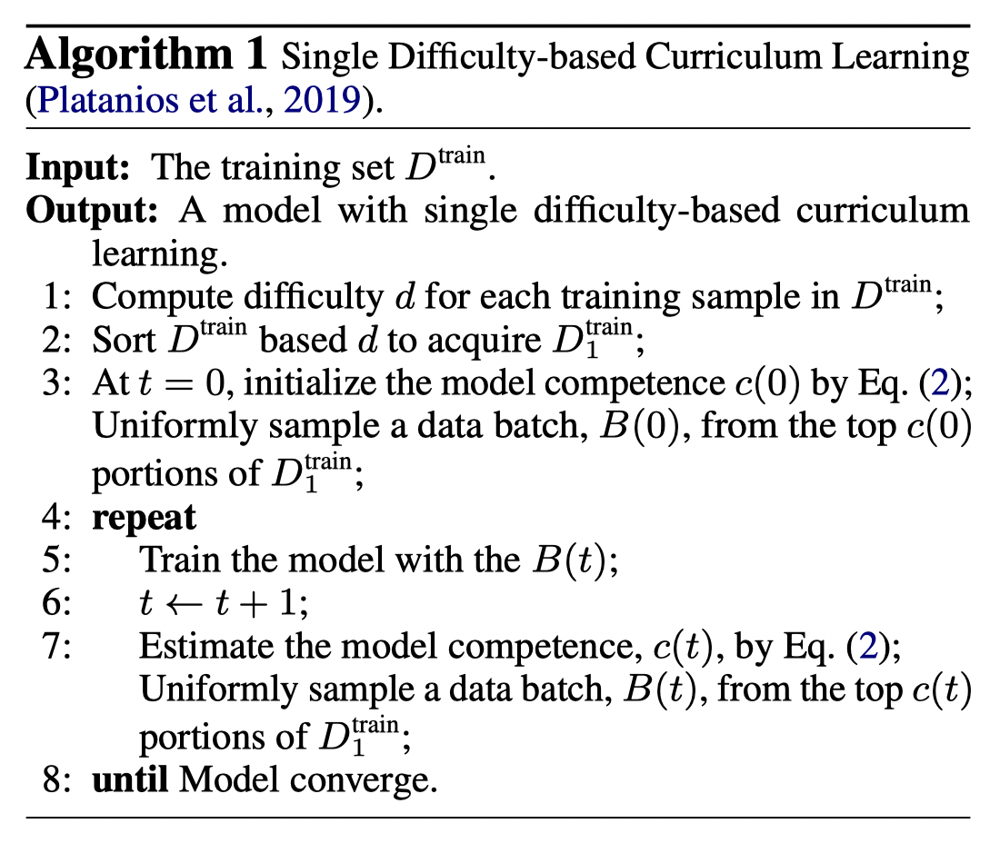 Algorithm 1 Single Difficulty-based Curriculum Learning
(Platanios et al., 2019).
Input: The training set $D^{\text{train}}$.
Output: A model with single difficulty-based curriculum
learning.
1: Compute difficulty $d$ for each training sample in $D^{\text{train}}$;
2: Sort $D^{\text{train}}$ based $d$ to acquire $D_1^{\text{train}}$;
3: At $t = 0$, initialize the model competence $c(0)$ by Eq. (2);
Uniformly sample a data batch, $B(0)$, from the top $c(0)$
portions of $D_1^{\text{train}}$;
4: repeat
5: Train the model with the $B(t)$;
6: $t \leftarrow t + 1$;
7: Estimate the model competence, $c(t)$, by Eq. (2);
Uniformly sample a data batch, $B(t)$, from the top $c(t)$
portions of $D_1^{\text{train}}$;
8: until Model converge.